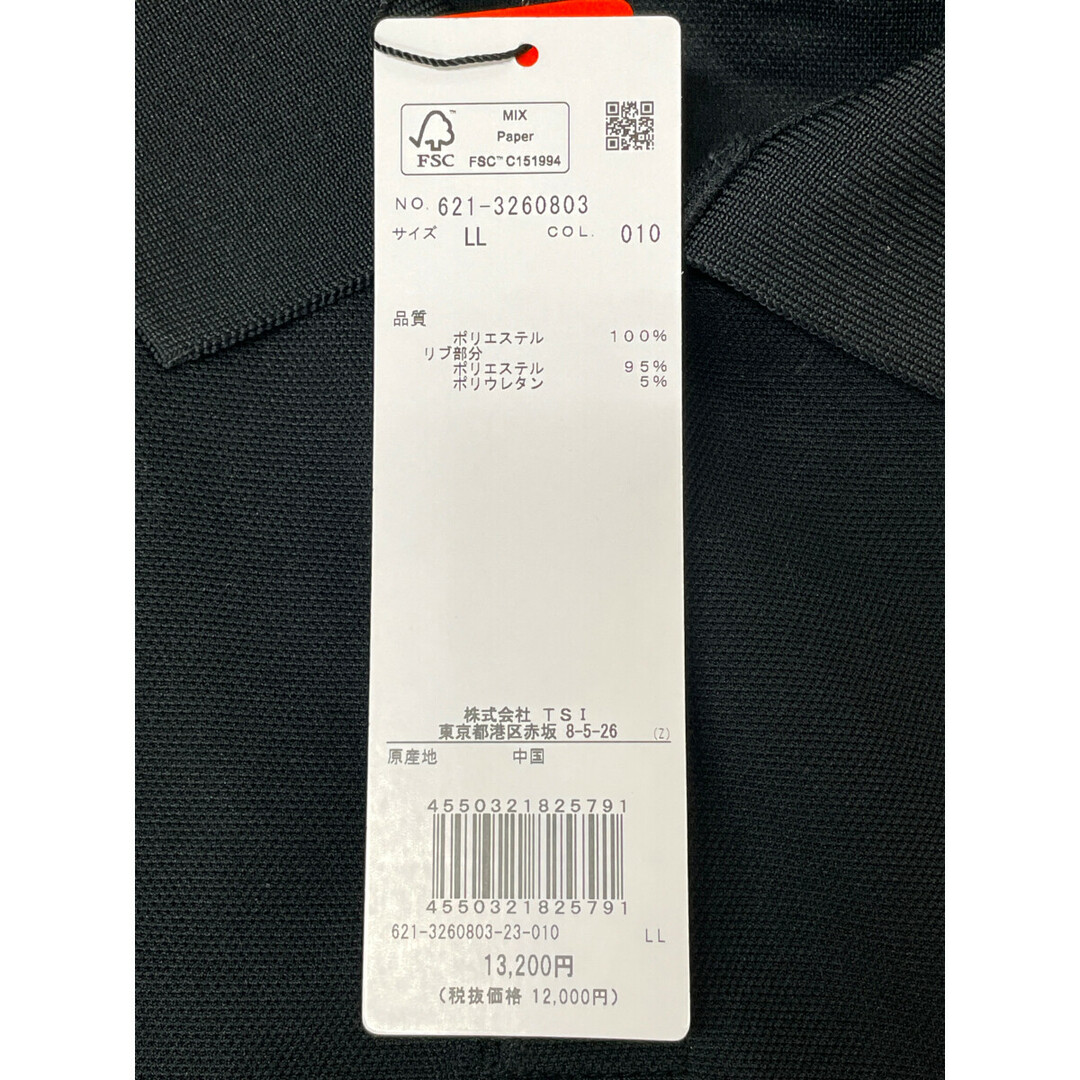 MIX
Paper
FSC™ C151994
FSC
NO. 621-3260803
サイズ LL COL. 010
品質
ポリエステル 100%
リブ部分
ポリエステル 95%
ポリウレタン 5%
株式会社 TSI
東京都港区赤坂 8-5-26 (Z)
原産地 中国
4550321825791
4550321825791
621-3260803-23-010 LL
13,200円
(税抜価格 12,000円)